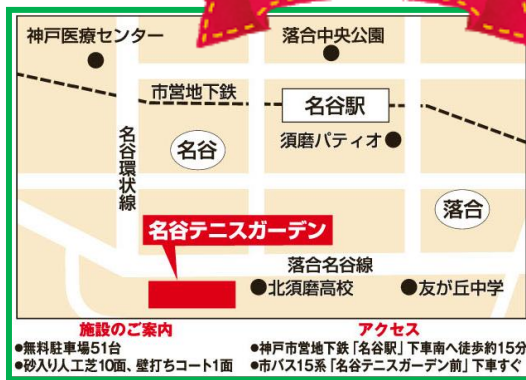 神戸医療センター
落合中央公園
市営地下鉄
名谷駅
須磨パティオ
名谷環状線
名谷
落合
名谷テニスガーデン
落合名谷線
北須磨高校
友が丘中学
施設のご案内
●無料駐車場51台
●砂入り人工芝10面、壁打ちコート1面
アクセス
●神戸市営地下鉄「名谷駅」下車南へ徒歩約15分
●市バス15系「名谷テニスガーデン前」下車すぐ